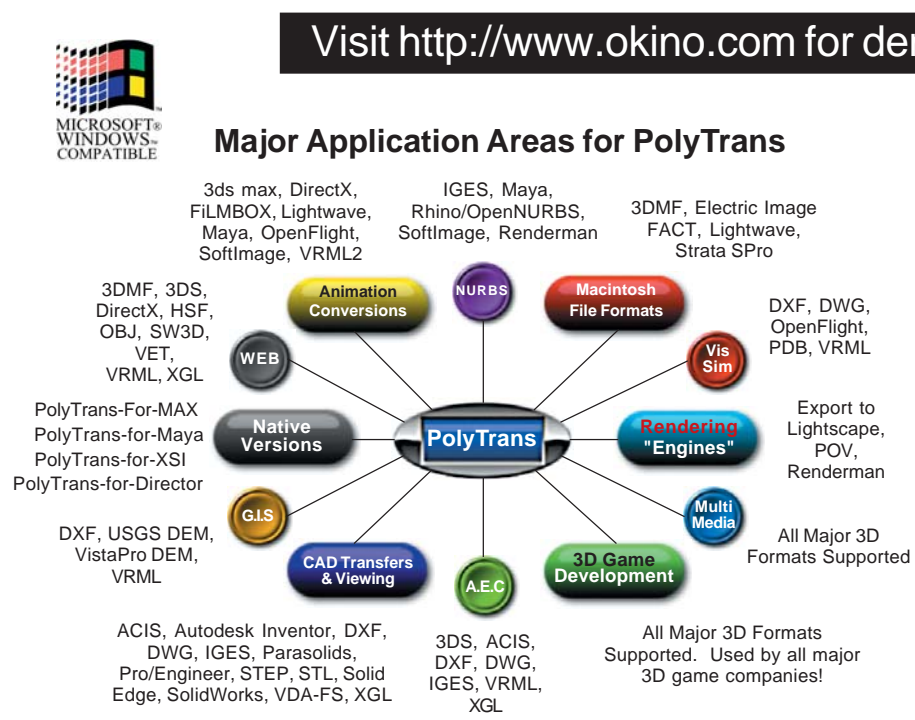 Visit http://www.okino.com for
MICROSOFT®
WINDOWS™
COMPATIBLE
Major Application Areas for PolyTrans
3ds max, DirectX,
FiLMBOX, Lightwave,
Maya, OpenFlight,
SoftImage, VRML2
IGES, Maya,
Rhino/OpenNURBS,
SoftImage, Renderman
3DMF, Electric Image
FACT, Lightwave,
Strata SPro
3DMF, 3DS,
DirectX, HSF,
OBJ, SW3D,
VET,
VRML, XGL
Animation
Conversions
NURBS
Macintosh
File Formats
DXF, DWG,
OpenFlight,
PDB, VRML
WEB
Vis
Sim
PolyTrans-For-MAX
PolyTrans-for-Maya
PolyTrans-for-XSI
PolyTrans-for-Director
Native
Versions
PolyTrans
Rendering
"Engines"
Export to
Lightscape,
POV,
Renderman
G.I.S
Multi
Media
DXF, USGS DEM,
VistaPro DEM,
VRML
CAD Transfers
& Viewing
A.E.C
3D Game
Development
All Major 3D
Formats Supported
ACIS, Autodesk Inventor, DXF,
DWG, IGES, Parasolids,
Pro/Engineer, STEP, STL, Solid
Edge, SolidWorks, VDA-FS, XGL
3DS, ACIS,
DXF, DWG,
IGES, VRML,
XGL
All Major 3D Formats
Supported. Used by all major
3D game companies!